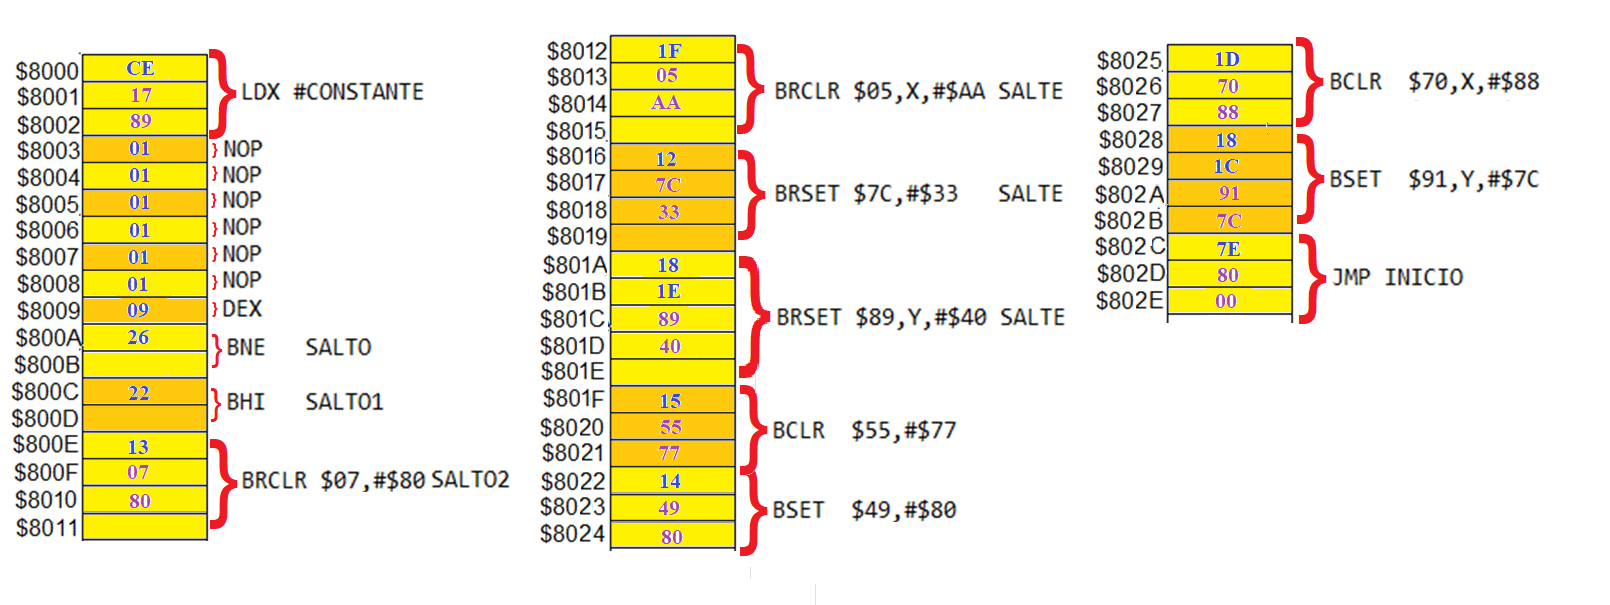 $8000 CE
$8001 17 LDX #CONSTANTE
$8002 89
$8003 01 NOP
$8004 01 NOP
$8005 01 NOP
$8006 01 NOP
$8007 01 NOP
$8008 01 NOP
$8009 09 DEX
$800A 26 BNE SALTO
$800B
$800C 22 BHI SALTO1
$800D
$800E 13
$800F 07 BRCLR $07,#$80 SALTO2
$8010 80
$8011
$8012 1F
$8013 05 BRCLR $05,X,#$AA SALTE
$8014 AA
$8015
$8016 12
$8017 7C BRSET $7C,#$33 SALTE
$8018 33
$8019
$801A 18
$801B 1E
$801C 89 BRSET $89,Y,#$40 SALTE
$801D 40
$801E
$801F 15
$8020 55 BCLR $55,#$77
$8021 77
$8022 14
$8023 49 BSET $49,#$80
$8024 80
$8025 1D
$8026 70 BCLR $70,X,#$88
$8027 88
$8028 18
$8029 1C BSET $91,Y,#$7C
$802A 91
$802B 7C
$802C 7E
$802D 80 JMP INICIO
$802E 00